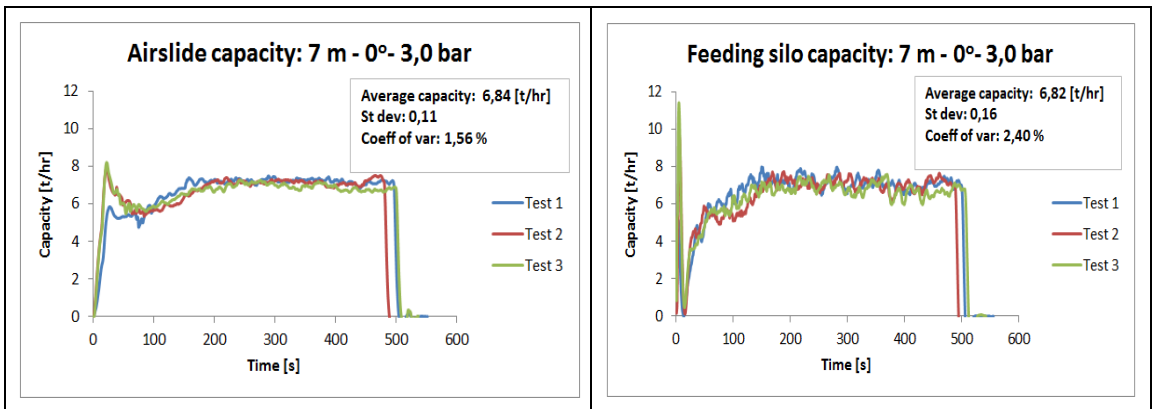 Airslide capacity: 7 m - 0º- 3,0 bar
Average capacity: 6,84 [t/hr]
St dev: 0,11
Coeff of var: 1,56 %
12
10
8
6
4
2
0
Capacity [t/hr]
0 100 200 300 400 500 600
Time [s]
Test 1
Test 2
Test 3
Feeding silo capacity: 7 m - 0º- 3,0 bar
Average capacity: 6,82 [t/hr]
St dev: 0,16
Coeff of var: 2,40 %
12
10
8
6
4
2
0
Capacity [t/hr]
0 100 200 300 400 500 600
Time [s]
Test 1
Test 2
Test 3